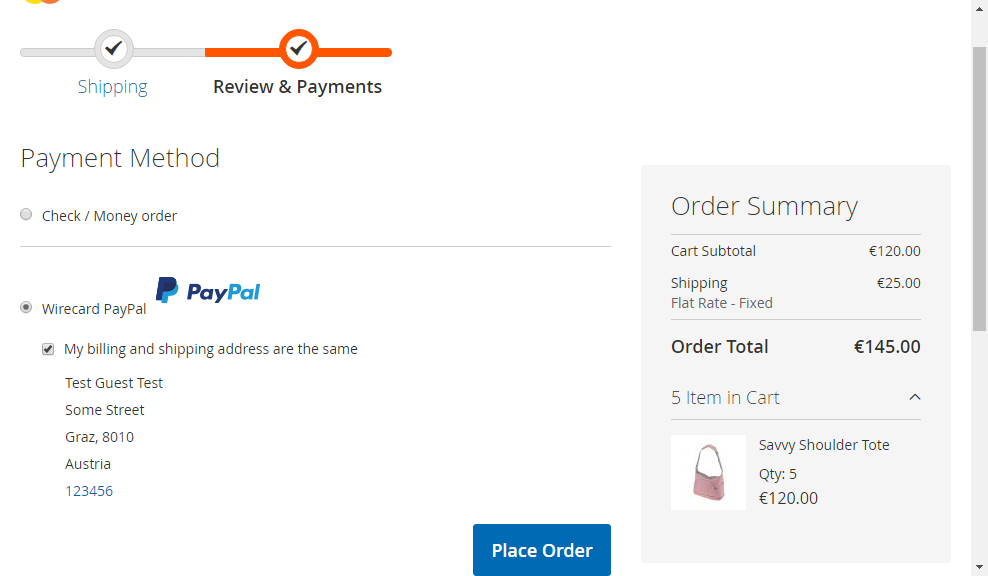 Shipping
Review & Payments
Payment Method
Check / Money order
PayPal
Wirecard PayPal
My billing and shipping address are the same
Test Guest Test
Some Street
Graz, 8010
Austria
123456
Place Order
Order Summary
Cart Subtotal €120.00
Shipping €25.00
Flat Rate - Fixed
Order Total €145.00
5 Item in Cart
Savvy Shoulder Tote
Qty: 5
€120.00